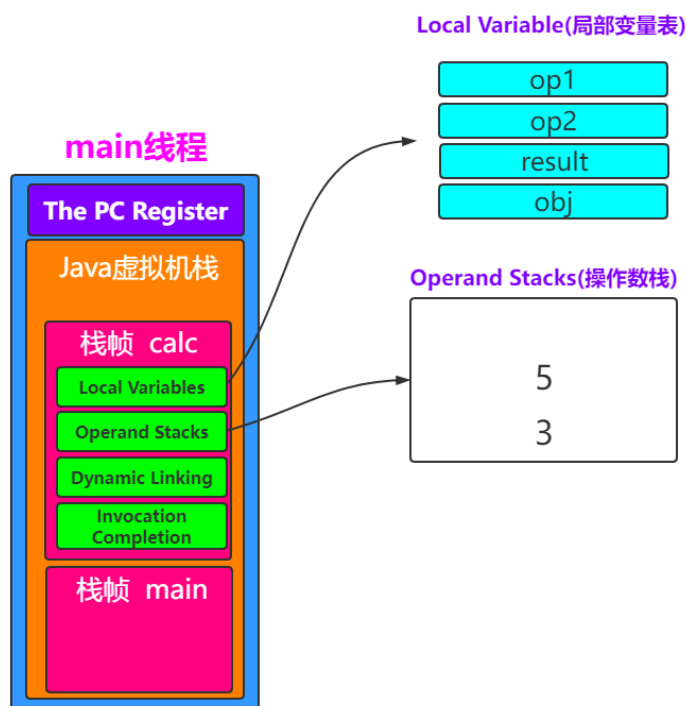 Local Variable(局部变量表)
op1
op2
result
obj
main线程
The PC Register
Java虚拟机栈
栈帧 calc
Local Variables
Operand Stacks
Dynamic Linking
Invocation
Completion
栈帧 main
Operand Stacks(操作数栈)
5
3